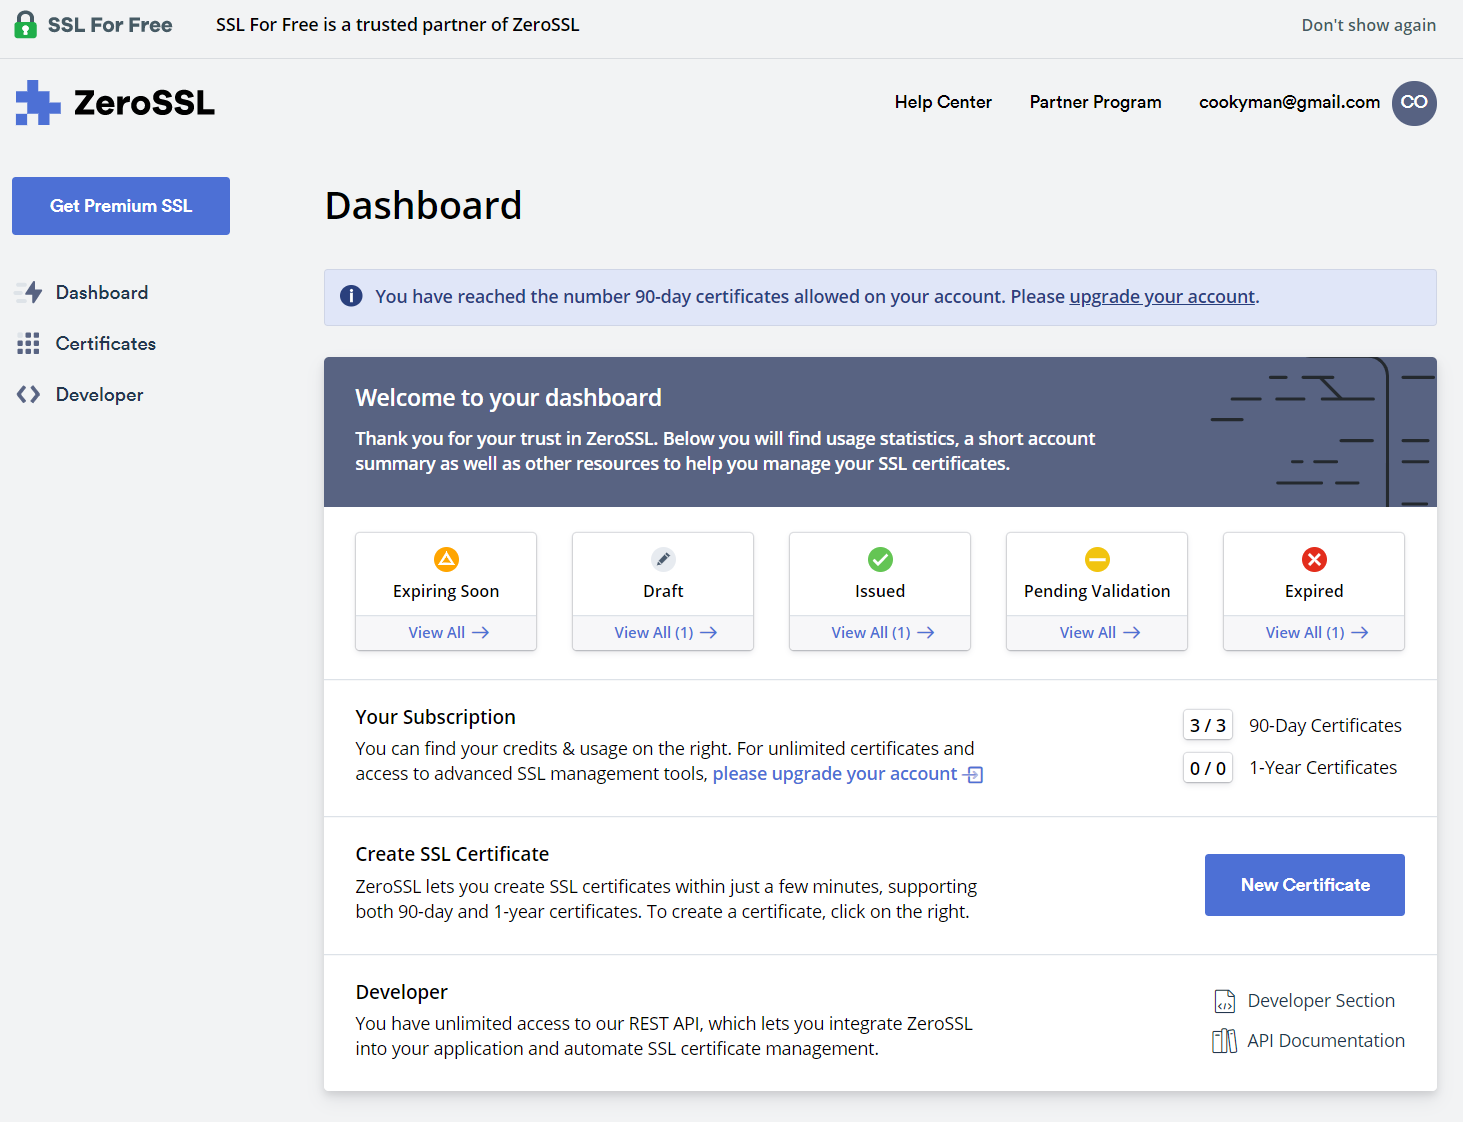 SSL For Free
SSL For Free is a trusted partner of ZeroSSL
Don't show again
ZeroSSL
Help Center
Partner Program
cookyman@gmail.com
CO
Get Premium SSL
Dashboard
Certificates
Developer
Dashboard
You have reached the number 90-day certificates allowed on your account. Please upgrade your account.
Welcome to your dashboard
Thank you for your trust in ZeroSSL. Below you will find usage statistics, a short account
summary as well as other resources to help you manage your SSL certificates.
Expiring Soon
View All
Draft
View All (1)
Issued
View All (1)
Pending Validation
View All
Expired
View All (1)
Your Subscription
You can find your credits & usage on the right. For unlimited certificates and
access to advanced SSL management tools, please upgrade your account
3 / 3 90-Day Certificates
0 / 0 1-Year Certificates
Create SSL Certificate
ZeroSSL lets you create SSL certificates within just a few minutes, supporting
both 90-day and 1-year certificates. To create a certificate, click on the right.
New Certificate
Developer
You have unlimited access to our REST API, which lets you integrate ZeroSSL
into your application and automate SSL certificate management.
Developer Section
API Documentation